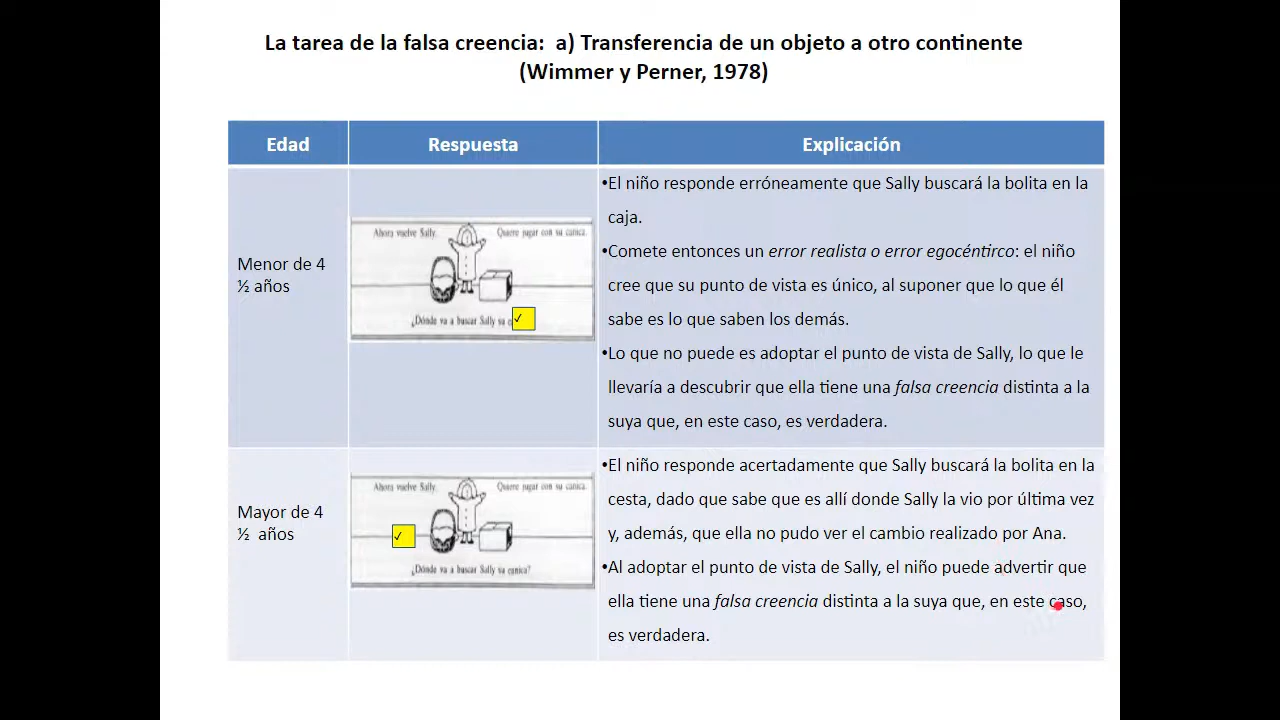 La tarea de la falsa creencia:  a) Transferencia de un objeto a otro continente
(Wimmer y Perner, 1978)
Edad
Respuesta
Explicación
Menor de 4
½ años
Ahora vuelve Sally.
Quiere jugar con su canica.
¿Dónde va a buscar Sally su c
•El niño responde erróneamente que Sally buscará la bolita en la
caja.
•Comete entonces un error realista o error egocéntirco: el niño
cree que su punto de vista es único, al suponer que lo que él
sabe es lo que saben los demás.
•Lo que no puede es adoptar el punto de vista de Sally, lo que le
llevaría a descubrir que ella tiene una falsa creencia distinta a la
suya que, en este caso, es verdadera.
Mayor de 4
½  años
Ahora vuelve Sally.
Quiere jugar con su canica.
¿Dónde va a buscar Sally su canica?
•El niño responde acertadamente que Sally buscará la bolita en la
cesta, dado que sabe que es allí donde Sally la vio por última vez
y, además, que ella no pudo ver el cambio realizado por Ana.
•Al adoptar el punto de vista de Sally, el niño puede advertir que
ella tiene una falsa creencia distinta a la suya que, en este caso,
es verdadera.